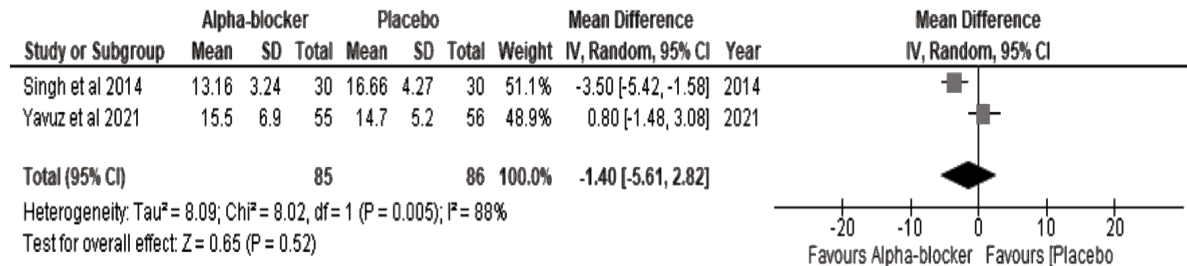 Alpha-blocker Placebo Mean Difference Mean Difference
Study or Subgroup Mean SD Total Mean SD Total Weight IV, Random, 95% CI Year IV, Random, 95% CI
Singh et al 2014 13.16 3.24 30 16.66 4.27 30 51.1% -3.50 [-5.42, -1.58] 2014
Yavuz et al 2021 15.5 6.9 55 14.7 5.2 56 48.9% 0.80 [-1.48, 3.08] 2021
Total (95% CI) 85 86 100.0% -1.40 [-5.61, 2.82]
Heterogeneity: Tau² = 8.09; Chi² = 8.02, df = 1 (P = 0.005); I² = 88%
Test for overall effect: Z = 0.65 (P = 0.52)
-20 -10 0 10 20
Favours Alpha-blocker Favours [Placebo